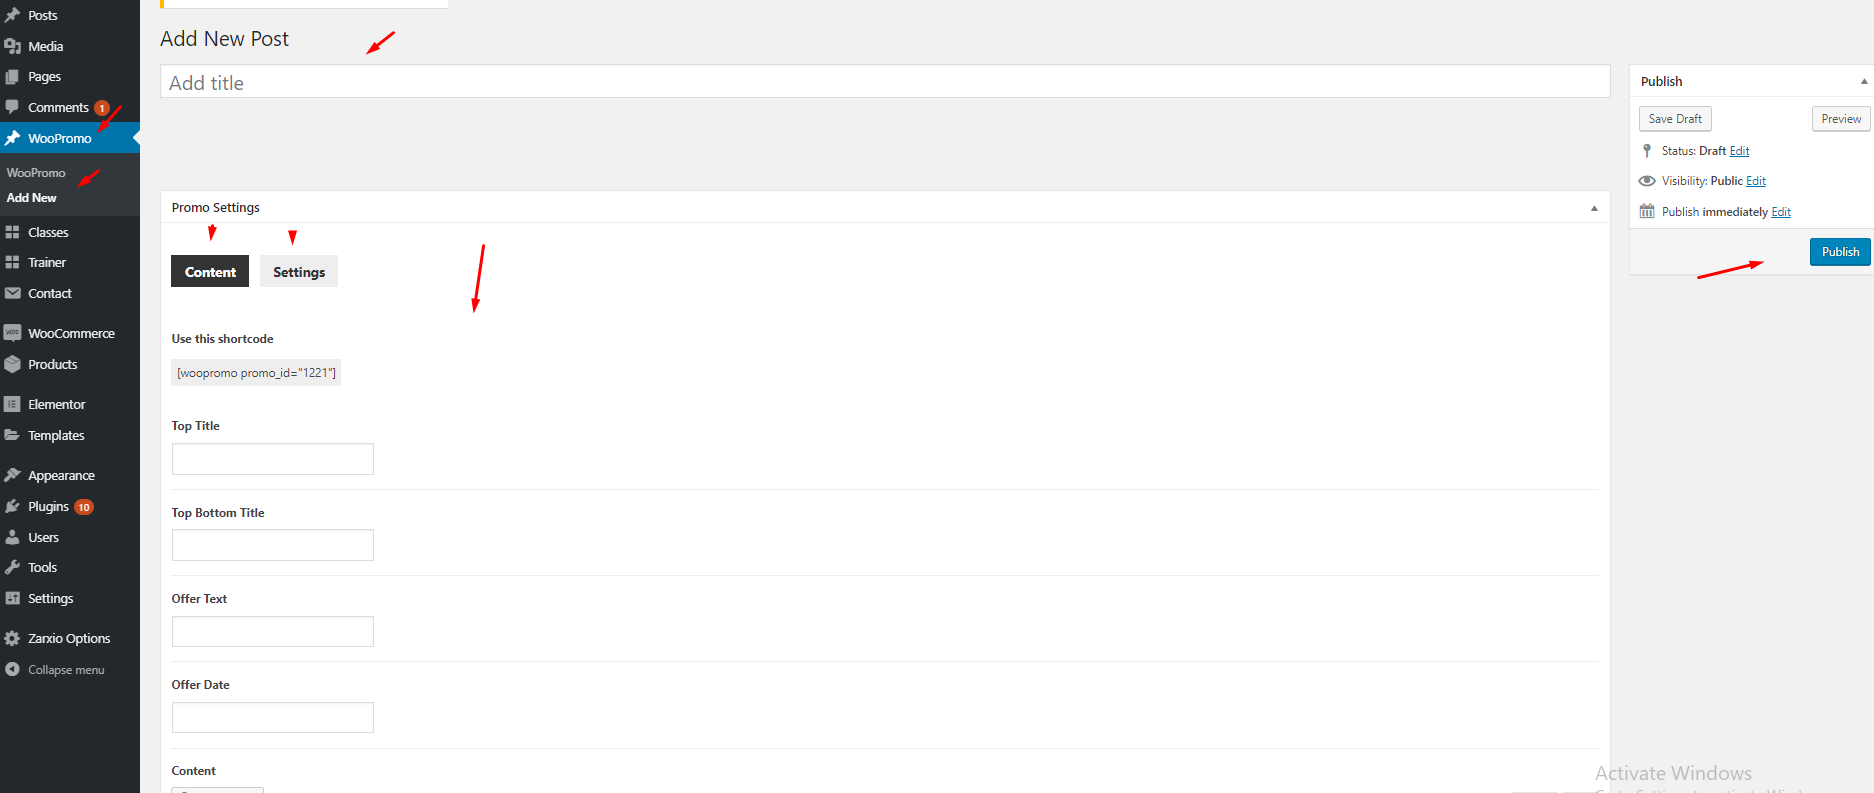 Posts
Media
Pages
Comments 1
WooPromo
WooPromo
Add New
Classes
Trainer
Contact
WooCommerce
Products
Elementor
Templates
Appearance
Plugins 10
Users
Tools
Settings
Zarxio Options
Collapse menu
Add New Post
Add title
Promo Settings
Content Settings
Use this shortcode
[woopromo promo_id="1221"]
Top Title
Top Bottom Title
Offer Text
Offer Date
Content
Publish
Save Draft Preview
Status: Draft Edit
Visibility: Public Edit
Publish immediately Edit
Publish
Activate Windows